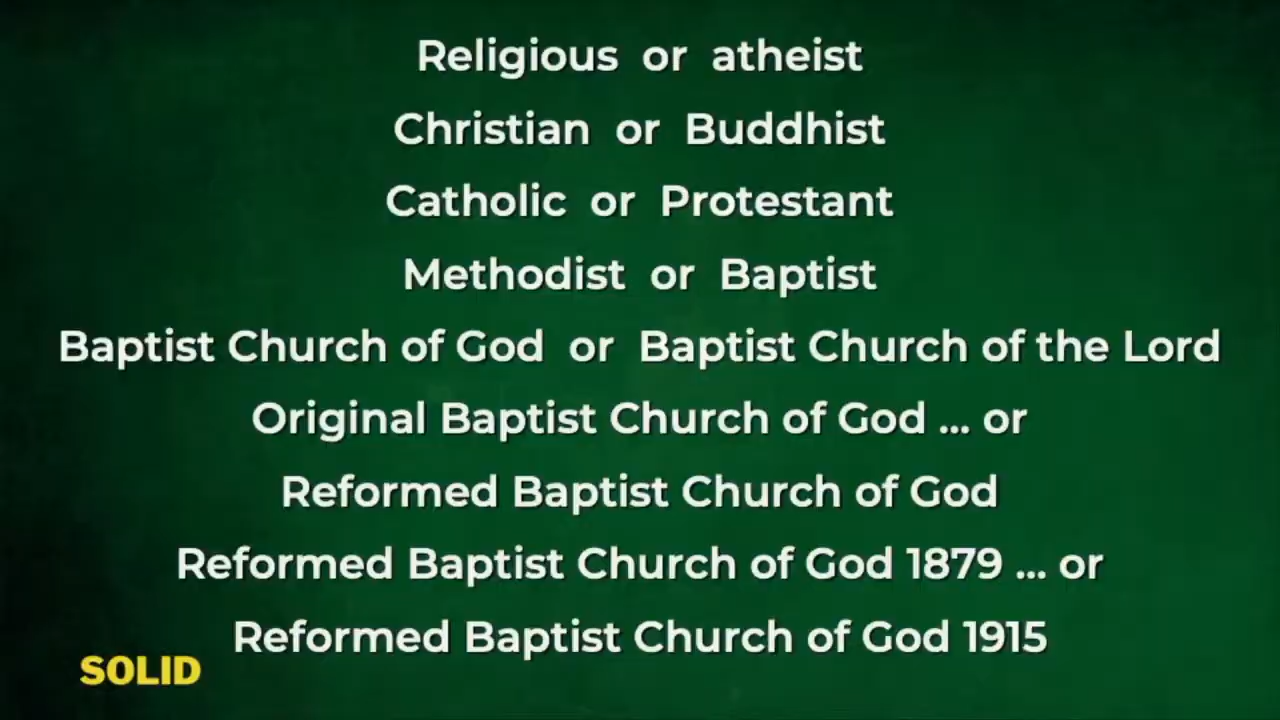 Religious or atheist
Christian or Buddhist
Catholic or Protestant
Methodist or Baptist
Baptist Church of God or Baptist Church of the Lord
Original Baptist Church of God ... or
Reformed Baptist Church of God
Reformed Baptist Church of God 1879 ... or
Reformed Baptist Church of God 1915
SOLID